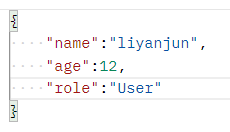 {
    "name":"liyanjun",
    "age":12,
    "role":"User"
}